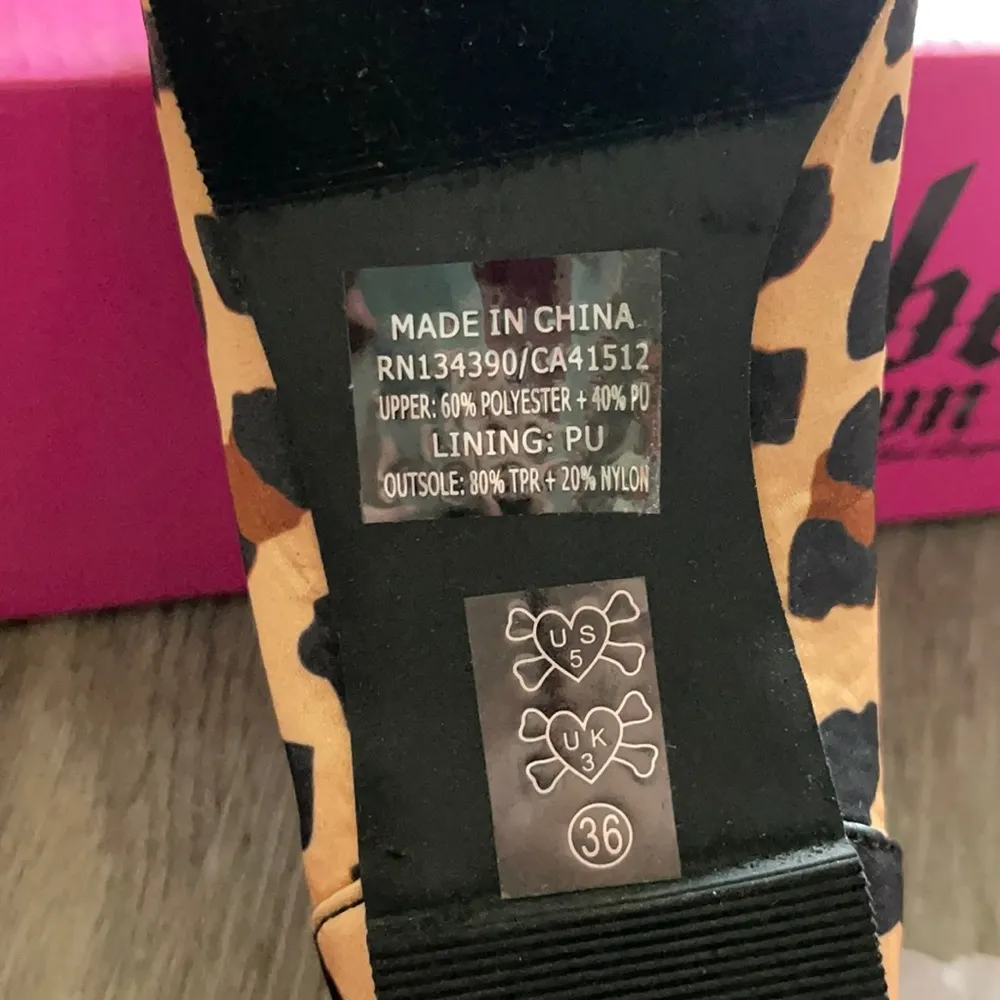 MADE IN CHINA
RN134390/CA41512
UPPER: 60% POLYESTER + 40% PU
LINING: PU
OUTSOLE: 80% TPR + 20% NYLON
US
5
UK
3
36